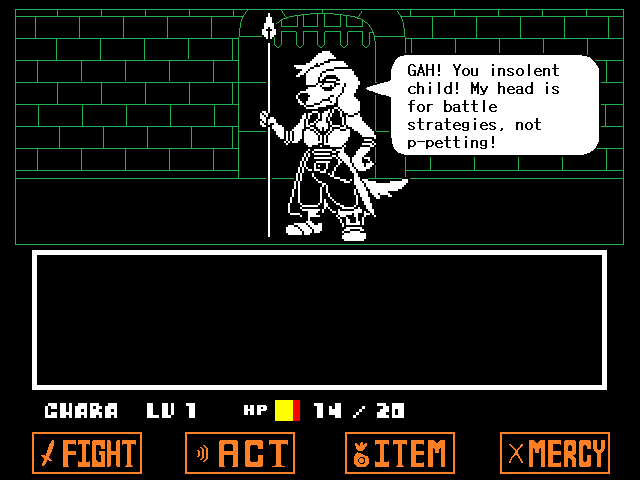 GAH! You insolent
child! My head is
for battle
strategies, not
p-petting!
CHARA LV 1 HP 14 / 20
FIGHT ACT ITEM MERCY